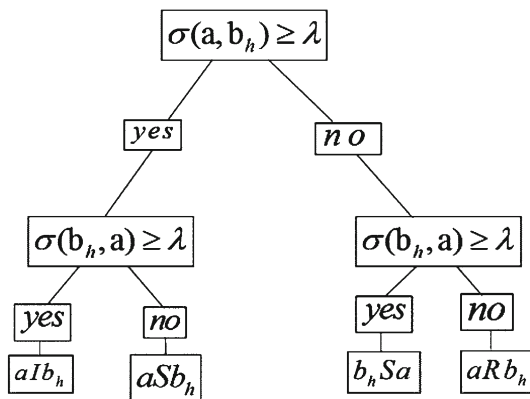 σ(a, b_h) ≥ λ
yes
no
σ(b_h, a) ≥ λ
σ(b_h, a) ≥ λ
yes
no
yes
no
aIb_h
aSb_h
b_hSa
aRb_h